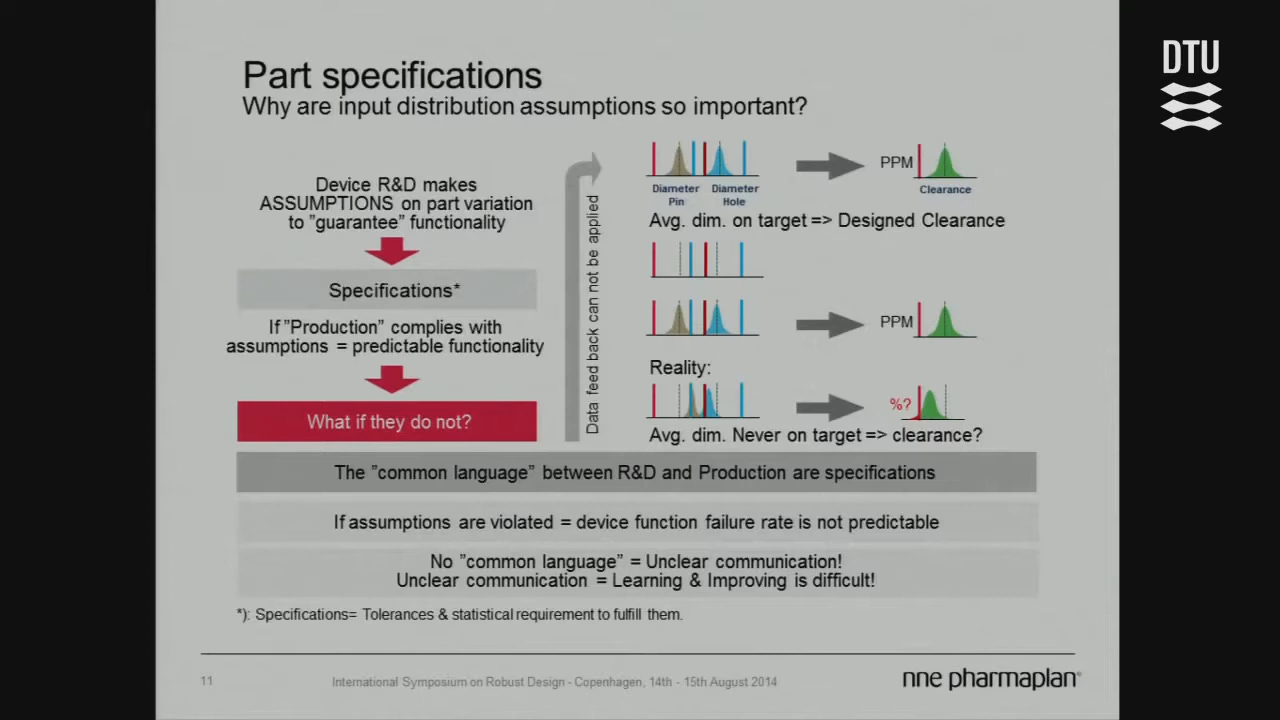 DTU
Part specifications
Why are input distribution assumptions so important?
Device R&D makes
ASSUMPTIONS on part variation
to "guarantee" functionality
Specifications*
If "Production" complies with
assumptions = predictable functionality
What if they do not?
Data feed back can not be applied
Diameter
Pin
Diameter
Hole
PPM
Clearance
Avg. dim. on target => Designed Clearance
PPM
Reality:
%?
Avg. dim. Never on target => clearance?
The "common language" between R&D and Production are specifications
If assumptions are violated = device function failure rate is not predictable
No "common language" = Unclear communication!
Unclear communication = Learning & Improving is difficult!
*): Specifications= Tolerances & statistical requirement to fulfill them.
11
International Symposium on Robust Design - Copenhagen, 14th - 15th August 2014
nne pharmaplan®